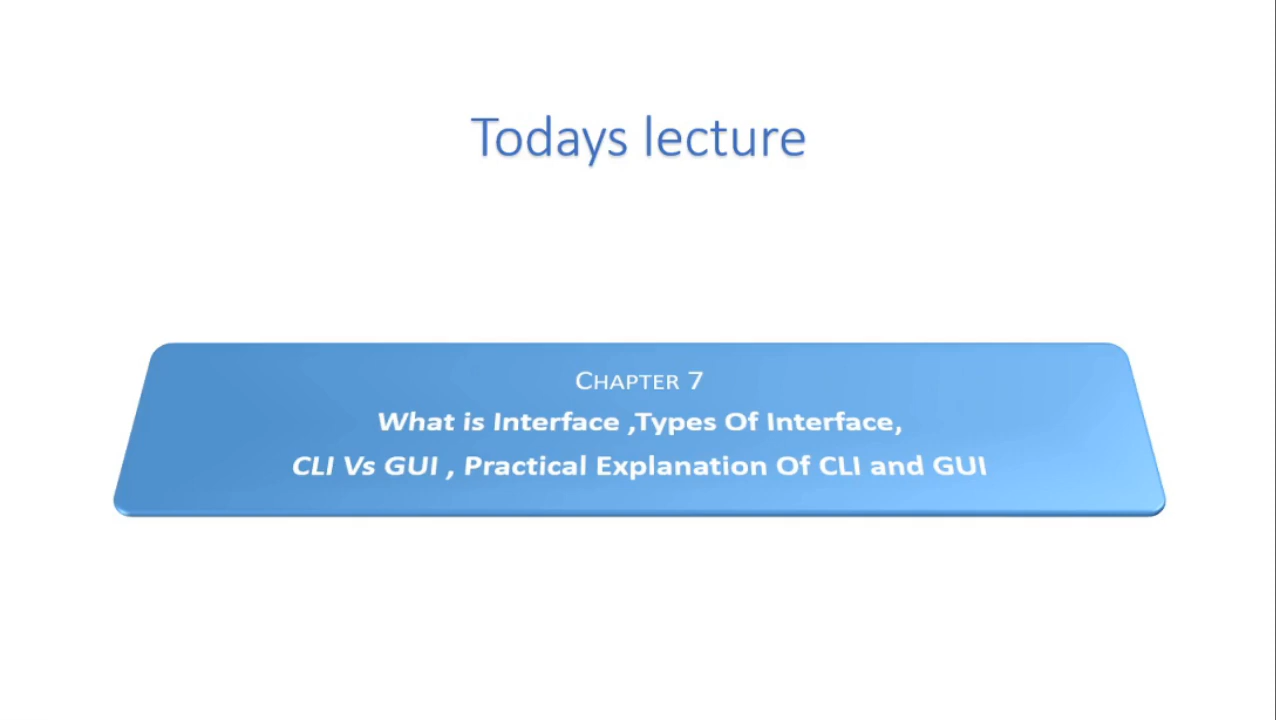 Todays lecture
CHAPTER 7
What is Interface ,Types Of Interface,
CLI Vs GUI , Practical Explanation Of CLI and GUI